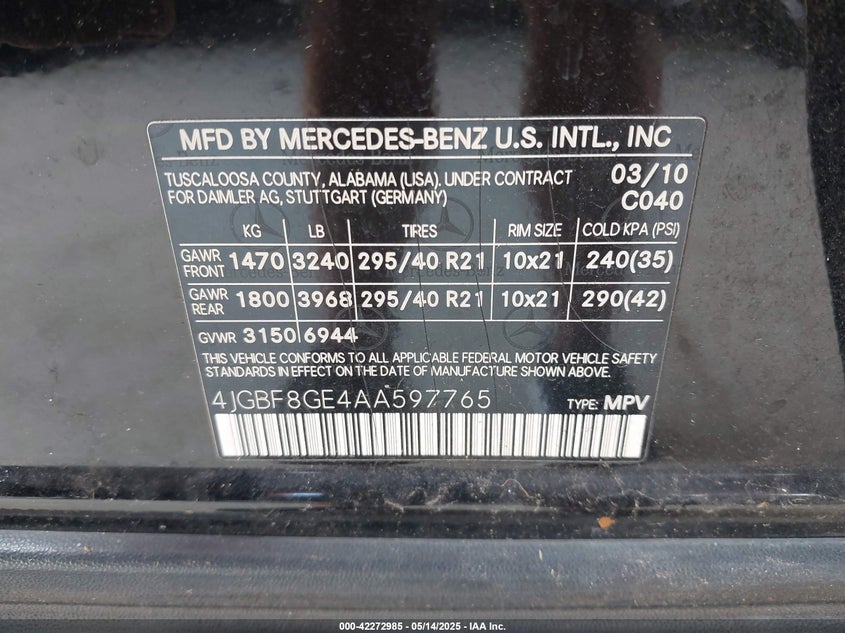 MFD BY MERCEDES-BENZ U.S. INTL., INC
TUSCALOOSA COUNTY, ALABAMA (USA). UNDER CONTRACT 03/10
FOR DAIMLER AG, STUTTGART (GERMANY) C040
KG LB TIRES RIM SIZE COLD KPA (PSI)
GAWR FRONT 1470 3240 295/40 R21 10x21 240(35)
GAWR REAR 1800 3968 295/40 R21 10x21 290(42)
GVWR 3150 6944
THIS VEHICLE CONFORMS TO ALL APPLICABLE FEDERAL MOTOR VEHICLE SAFETY
STANDARDS IN EFFECT ON THE DATE OF MANUFACTURE SHOWN ABOVE.
4JGBF8GE4AA597765 TYPE: MPV
000-42272985 - 05/14/2025 - IAA Inc.